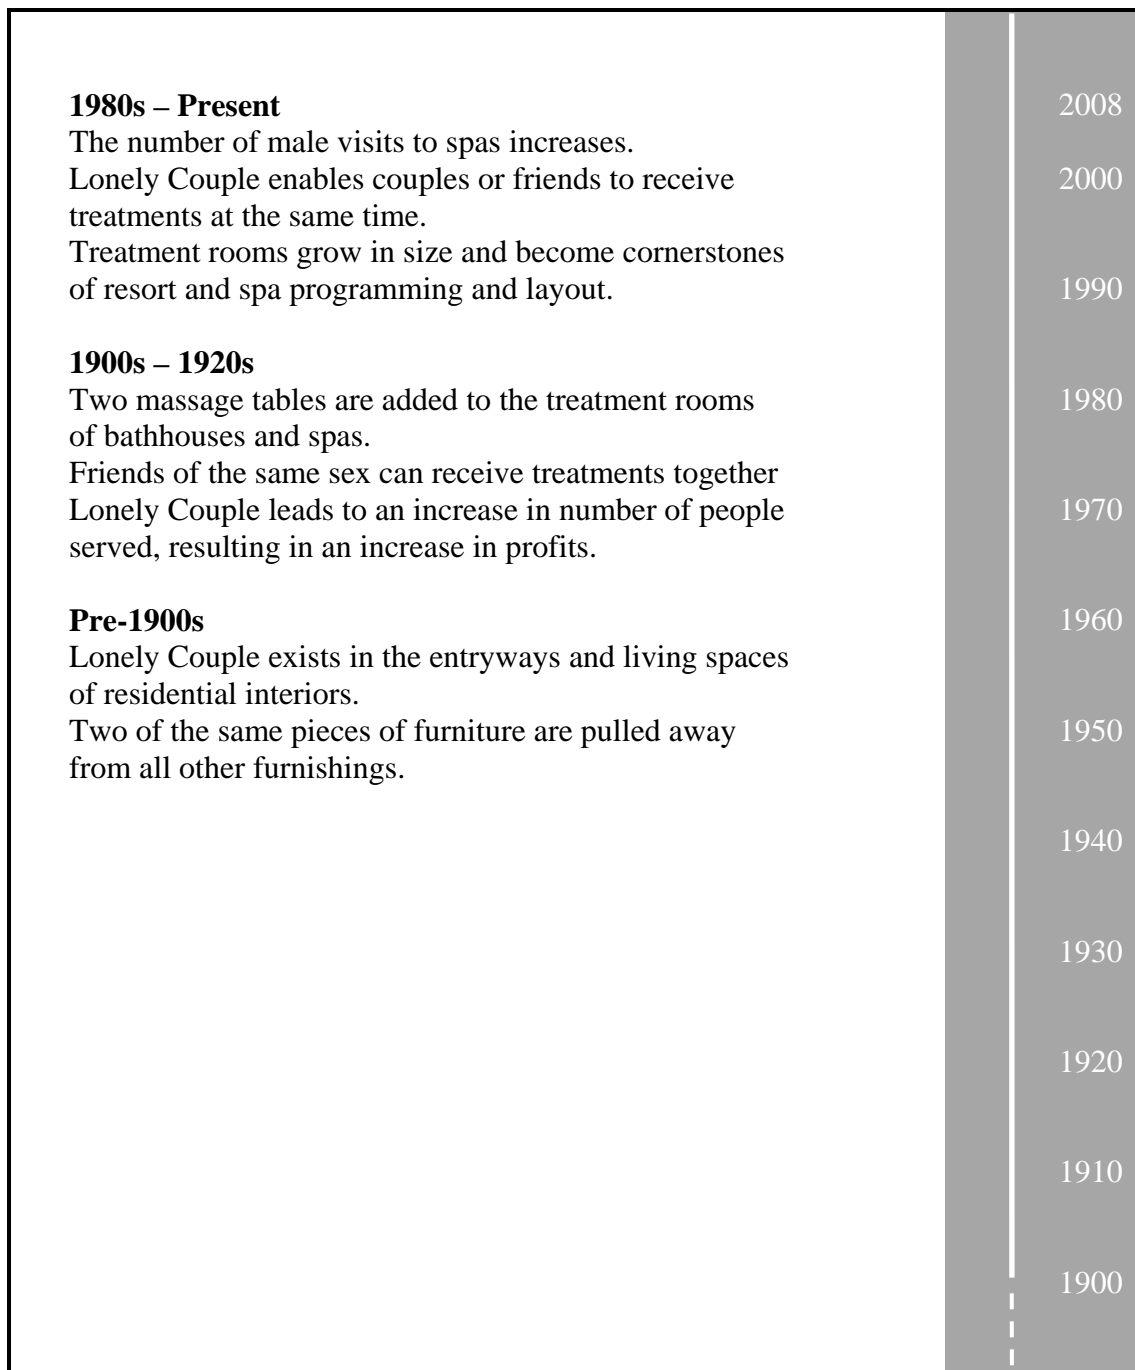 1980s – Present
The number of male visits to spas increases.
Lonely Couple enables couples or friends to receive
treatments at the same time.
Treatment rooms grow in size and become cornerstones
of resort and spa programming and layout.
1900s – 1920s
Two massage tables are added to the treatment rooms
of bathhouses and spas.
Friends of the same sex can receive treatments together
Lonely Couple leads to an increase in number of people
served, resulting in an increase in profits.
Pre-1900s
Lonely Couple exists in the entryways and living spaces
of residential interiors.
Two of the same pieces of furniture are pulled away
from all other furnishings.
2008
2000
1990
1980
1970
1960
1950
1940
1930
1920
1910
1900